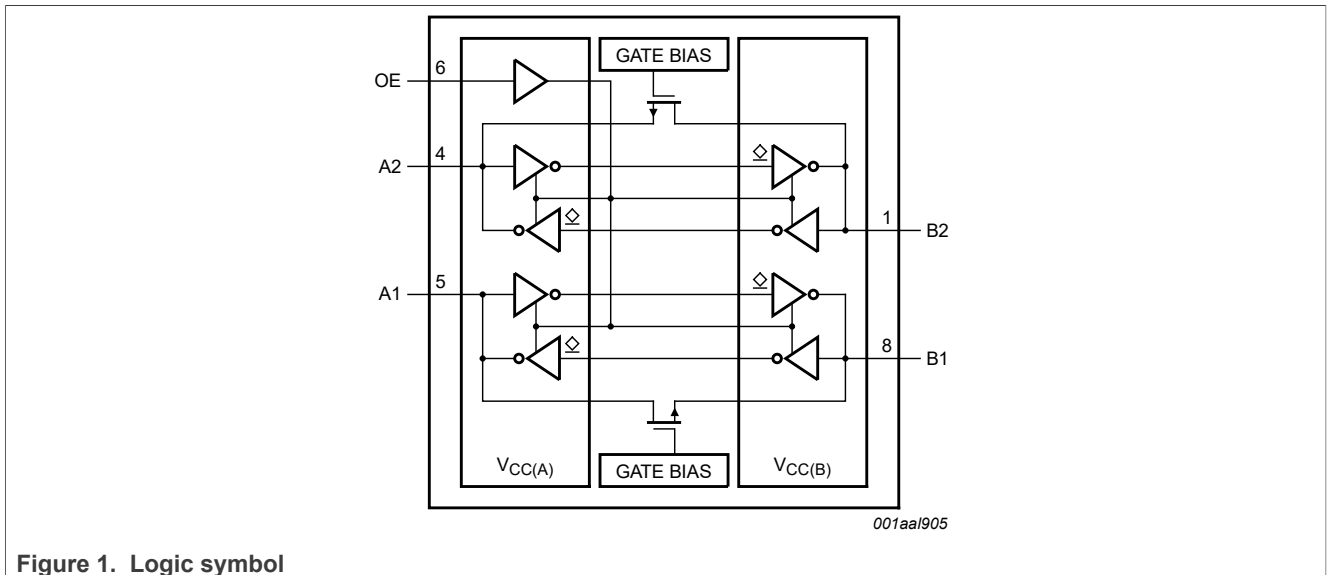 GATE BIAS
OE 6
A2 4
1 B2
A1 5
8 B1
VCC(A)
GATE BIAS
VCC(B)
001aal905
Figure 1. Logic symbol